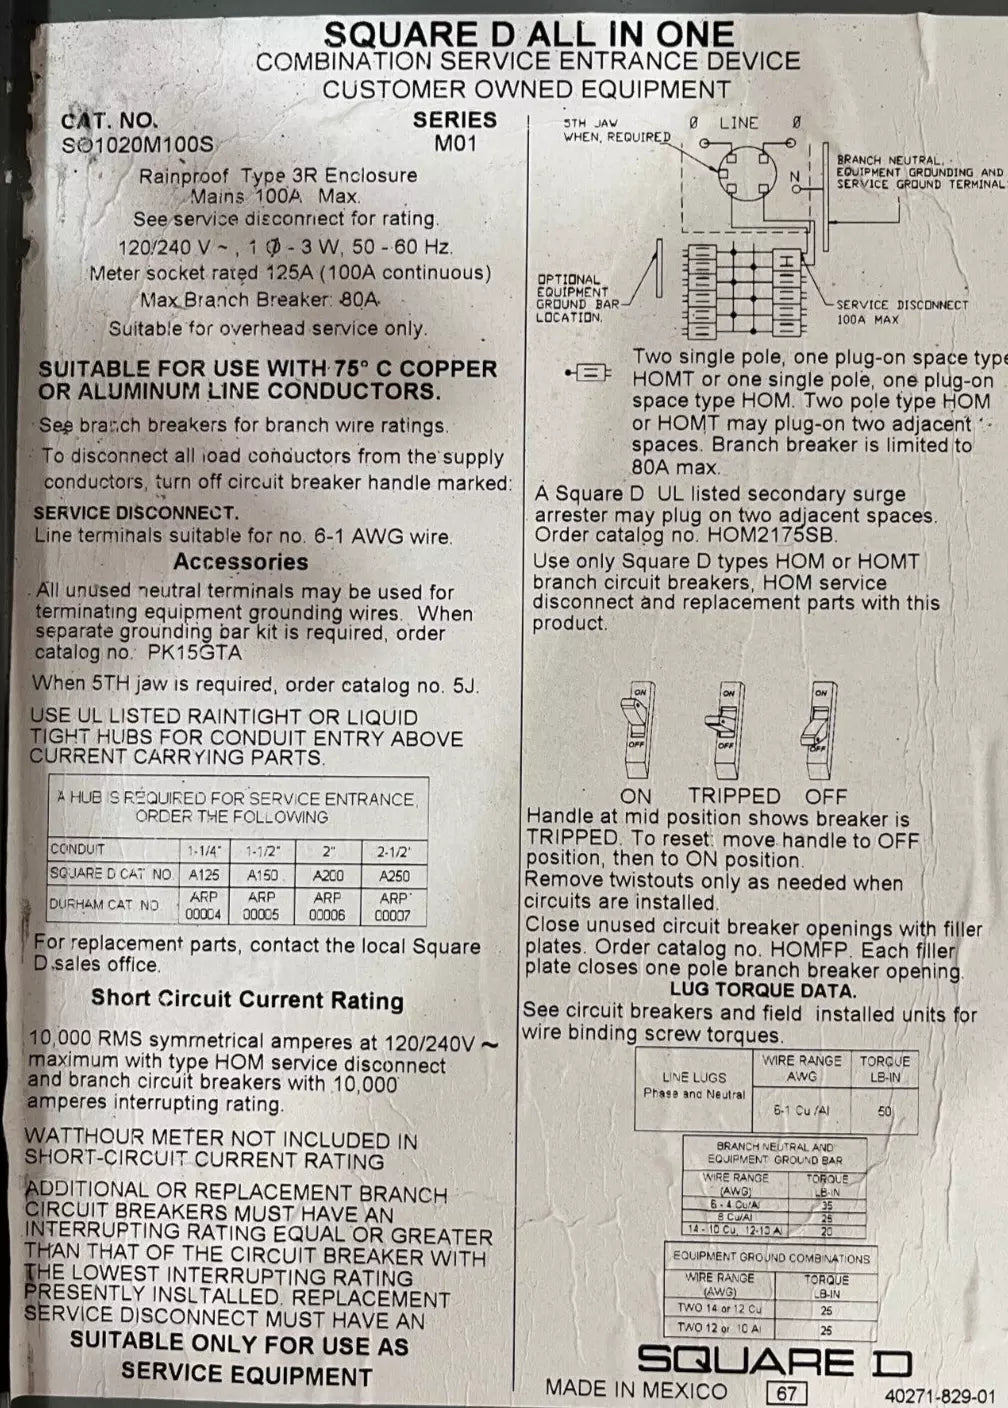 SQUARE D ALL IN ONE
COMBINATION SERVICE ENTRANCE DEVICE
CUSTOMER OWNED EQUIPMENT
CAT. NO. SERIES
SO1020M100S M01
Rainproof Type 3R Enclosure
Mains 100A Max.
See service disconnect for rating.
120/240 V ~ , 1 Ø - 3 W, 50 - 60 Hz.
Meter socket rated 125A (100A continuous)
Max Branch Breaker: 80A
Suitable for overhead service only.
SUITABLE FOR USE WITH 75° C COPPER
OR ALUMINUM LINE CONDUCTORS.
See branch breakers for branch wire ratings.
To disconnect all load conductors from the supply
conductors, turn off circuit breaker handle marked:
SERVICE DISCONNECT.
Line terminals suitable for no. 6-1 AWG wire.
Accessories
All unused neutral terminals may be used for
terminating equipment grounding wires. When
separate grounding bar kit is required, order
catalog no. PK15GTA
When 5TH jaw is required, order catalog no. 5J.
USE UL LISTED RAINTIGHT OR LIQUID
TIGHT HUBS FOR CONDUIT ENTRY ABOVE
CURRENT CARRYING PARTS.
A HUB IS REQUIRED FOR SERVICE ENTRANCE,
ORDER THE FOLLOWING
CONDUIT 1-1/4" 1-1/2" 2" 2-1/2"
SQUARE D CAT NO. A125 A150 A200 A250
DURHAM CAT NO ARP 00004 ARP 00005 ARP 00006 ARP 00007
For replacement parts, contact the local Square
D sales office.
Short Circuit Current Rating
10,000 RMS symmetrical amperes at 120/240V ~
maximum with type HOM service disconnect
and branch circuit breakers with 10,000
amperes interrupting rating.
WATTHOUR METER NOT INCLUDED IN
SHORT-CIRCUIT CURRENT RATING
ADDITIONAL OR REPLACEMENT BRANCH
CIRCUIT BREAKERS MUST HAVE AN
INTERRUPTING RATING EQUAL OR GREATER
THAN THAT OF THE CIRCUIT BREAKER WITH
THE LOWEST INTERRUPTING RATING
PRESENTLY INSLTALLED. REPLACEMENT
SERVICE DISCONNECT MUST HAVE AN
SUITABLE ONLY FOR USE AS
SERVICE EQUIPMENT
5TH JAW
WHEN, REQUIRED
Ø LINE Ø
N
BRANCH NEUTRAL,
EQUIPMENT GROUNDING AND
SERVICE GROUND TERMINAL
OPTIONAL
EQUIPMENT
GROUND BAR
LOCATION.
SERVICE DISCONNECT
100A MAX
Two single pole, one plug-on space type
HOMT or one single pole, one plug-on
space type HOM. Two pole type HOM
or HOMT may plug-on two adjacent
spaces. Branch breaker is limited to
80A max.
A Square D UL listed secondary surge
arrester may plug on two adjacent spaces.
Order catalog no. HOM2175SB.
Use only Square D types HOM or HOMT
branch circuit breakers, HOM service
disconnect and replacement parts with this
product.
ON ON ON
OFF OFF OFF
ON TRIPPED OFF
Handle at mid position shows breaker is
TRIPPED. To reset: move handle to OFF
position, then to ON position.
Remove twistouts only as needed when
circuits are installed.
Close unused circuit breaker openings with filler
plates. Order catalog no. HOMFP. Each filler
plate closes one pole branch breaker opening.
LUG TORQUE DATA.
See circuit breakers and field installed units for
wire binding screw torques.
LINE LUGS
Phase and Neutral
WIRE RANGE
AWG
TORQUE
LB-IN
6-1 Cu /Al 50
BRANCH NEUTRAL AND
EQUIPMENT GROUND BAR
WIRE RANGE
(AWG)
TORQUE
LB-IN
6 - 4 Cu/Al 35
8 Cu/Al 25
14 - 10 Cu, 12-10 Al 20
EQUIPMENT GROUND COMBINATIONS
WIRE RANGE
(AWG)
TORQUE
LB-IN
TWO 14 or 12 Cu 25
TWO 12 or 10 Al 25
SQUARE D
MADE IN MEXICO 67 40271-829-01